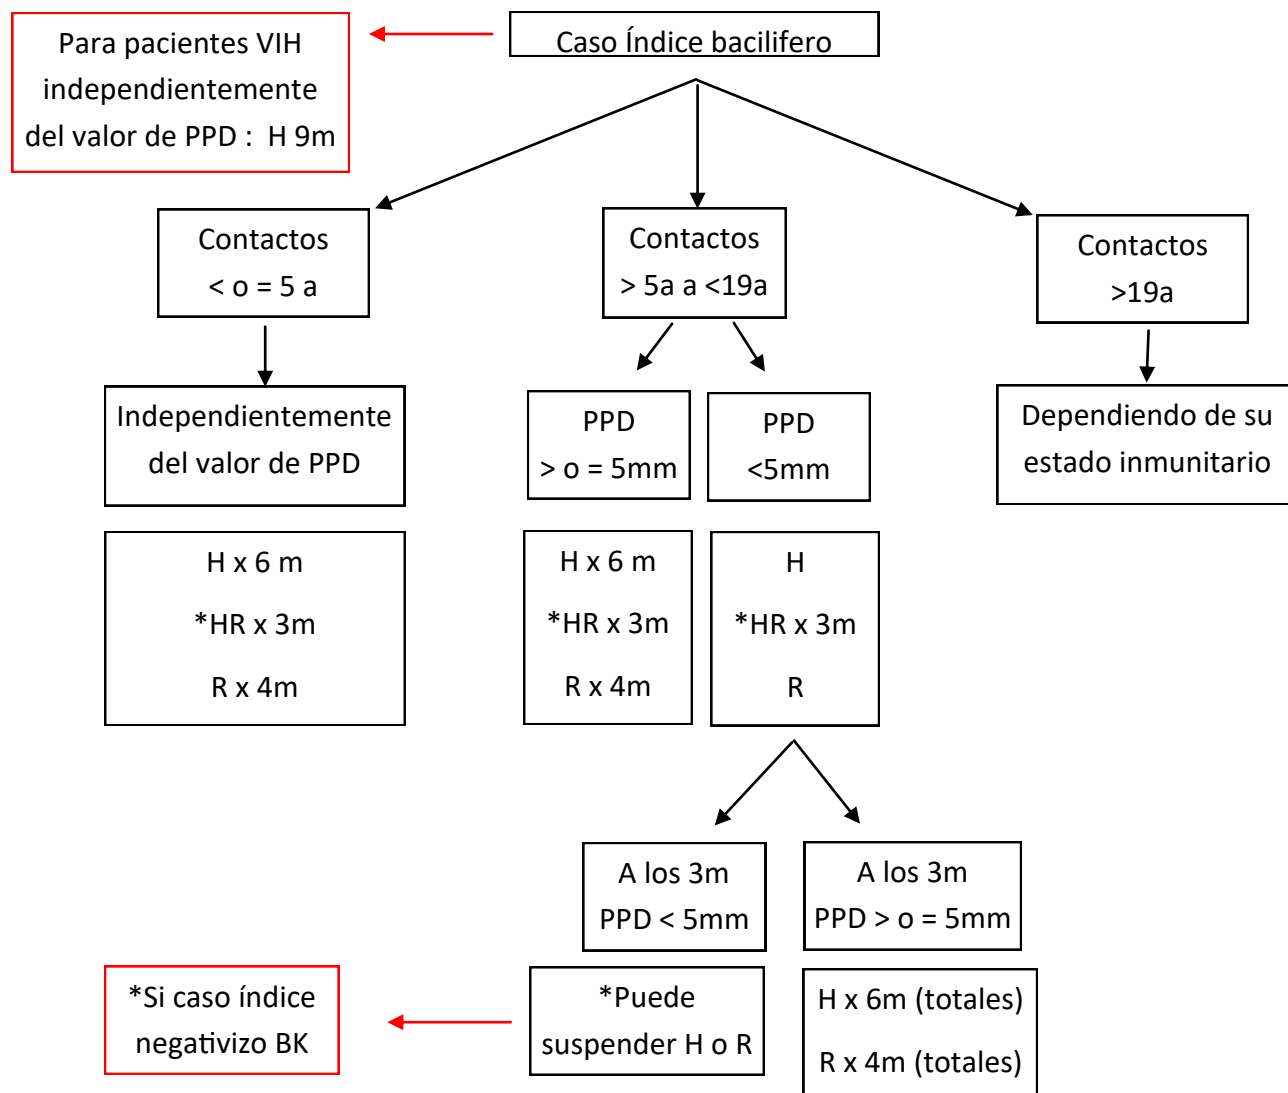 Para pacientes VIH
independientemente
del valor de PPD : H 9m
Caso Índice bacilifero
Contactos
< o = 5 a
Contactos
> 5a a <19a
Contactos
>19a
Independientemente
del valor de PPD
PPD
> o = 5mm
PPD
<5mm
Dependiendo de su
estado inmunitario
H x 6 m
*HR x 3m
R x 4m
H x 6 m
*HR x 3m
R x 4m
H
*HR x 3m
R
A los 3m
PPD < 5mm
A los 3m
PPD > o = 5mm
*Si caso índice
negativizo BK
*Puede
suspender H o R
H x 6m (totales)
R x 4m (totales)